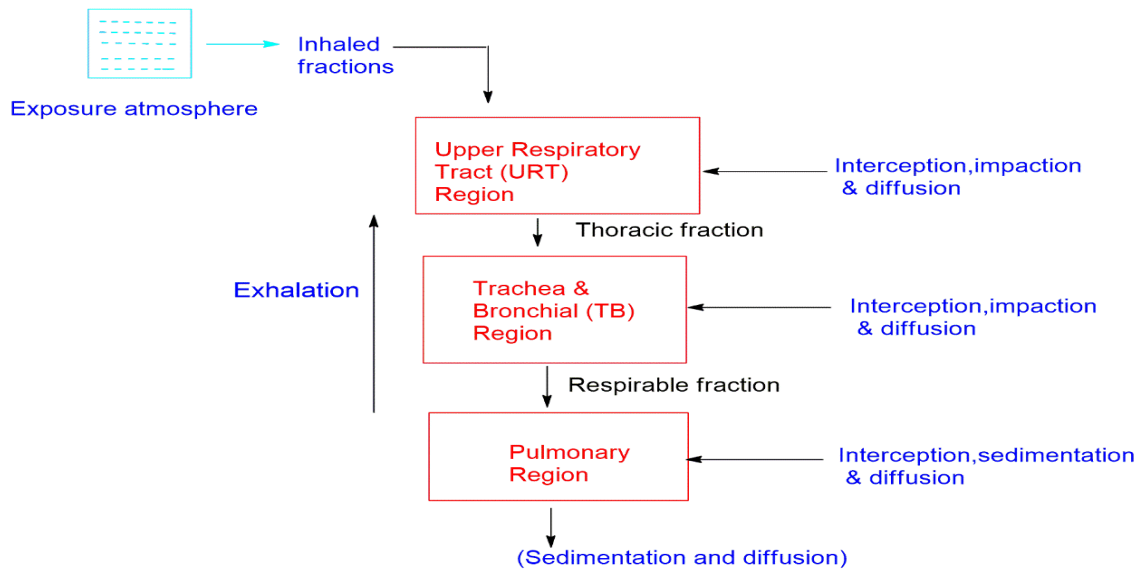 Inhaled
fractions
Exposure atmosphere
Upper Respiratory
Tract (URT)
Region
Interception,impaction
& diffusion
Thoracic fraction
Exhalation
Trachea &
Bronchial (TB)
Region
Interception,impaction
& diffusion
Respirable fraction
Pulmonary
Region
Interception,sedimentation
& diffusion
(Sedimentation and diffusion)